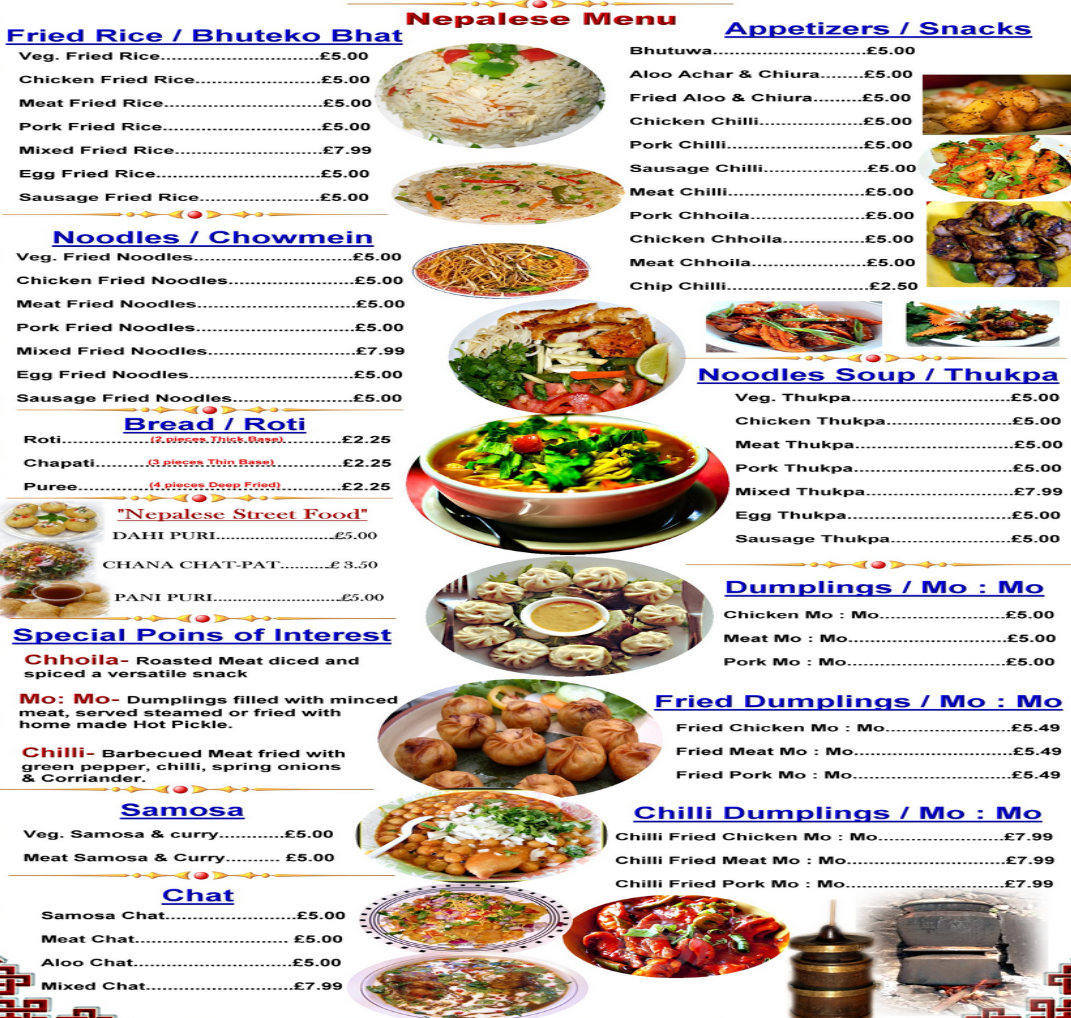 Nepalese Menu
Fried Rice / Bhuteko Bhat
Veg. Fried Rice............................£5.00
Chicken Fried Rice......................£5.00
Meat Fried Rice...........................£5.00
Pork Fried Rice...........................£5.00
Mixed Fried Rice.........................£7.99
Egg Fried Rice............................£5.00
Sausage Fried Rice.....................£5.00
Noodles / Chowmein
Veg. Fried Noodles...........................£5.00
Chicken Fried Noodles.....................£5.00
Meat Fried Noodles..........................£5.00
Pork Fried Noodles..........................£5.00
Mixed Fried Noodles.........................£7.99
Egg Fried Noodles............................£5.00
Sausage Fried Noodles....................£5.00
Bread / Roti
Roti...............(2 pieces Thick Base)..........£2.25
Chapati.........(3 pieces Thin Base)............£2.25
Puree............(4 pieces Deep Fried)..........£2.25
"Nepalese Street Food"
DAHI PURI........................£5.00
CHANA CHAT-PAT..........£ 3.50
PANI PURI..........................£5.00
Special Poins of Interest
Chhoila- Roasted Meat diced and
spiced a versatile snack
Mo: Mo- Dumplings filled with minced
meat, served steamed or fried with
home made Hot Pickle.
Chilli- Barbecued Meat fried with
green pepper, chilli, spring onions
& Corriander.
Samosa
Veg. Samosa & curry...........£5.00
Meat Samosa & Curry......... £5.00
Chat
Samosa Chat......................£5.00
Meat Chat.......................... £5.00
Aloo Chat...........................£5.00
Mixed Chat.........................£7.99
Appetizers / Snacks
Bhutuwa..........................£5.00
Aloo Achar & Chiura.......£5.00
Fried Aloo & Chiura........£5.00
Chicken Chilli..................£5.00
Pork Chilli.......................£5.00
Sausage Chilli.................£5.00
Meat Chilli.......................£5.00
Pork Chhoila...................£5.00
Chicken Chhoila..............£5.00
Meat Chhoila...................£5.00
Chip Chilli........................£2.50
Noodles Soup / Thukpa
Veg. Thukpa...........................£5.00
Chicken Thukpa.....................£5.00
Meat Thukpa...........................£5.00
Pork Thukpa...........................£5.00
Mixed Thukpa.........................£7.99
Egg Thukpa............................£5.00
Sausage Thukpa....................£5.00
Dumplings / Mo : Mo
Chicken Mo : Mo.....................£5.00
Meat Mo : Mo...........................£5.00
Pork Mo : Mo...........................£5.00
Fried Dumplings / Mo : Mo
Fried Chicken Mo : Mo.....................£5.49
Fried Meat Mo : Mo...........................£5.49
Fried Pork Mo : Mo...........................£5.49
Chilli Dumplings / Mo : Mo
Chilli Fried Chicken Mo : Mo.....................£7.99
Chilli Fried Meat Mo : Mo...........................£7.99
Chilli Fried Pork Mo : Mo...........................£7.99